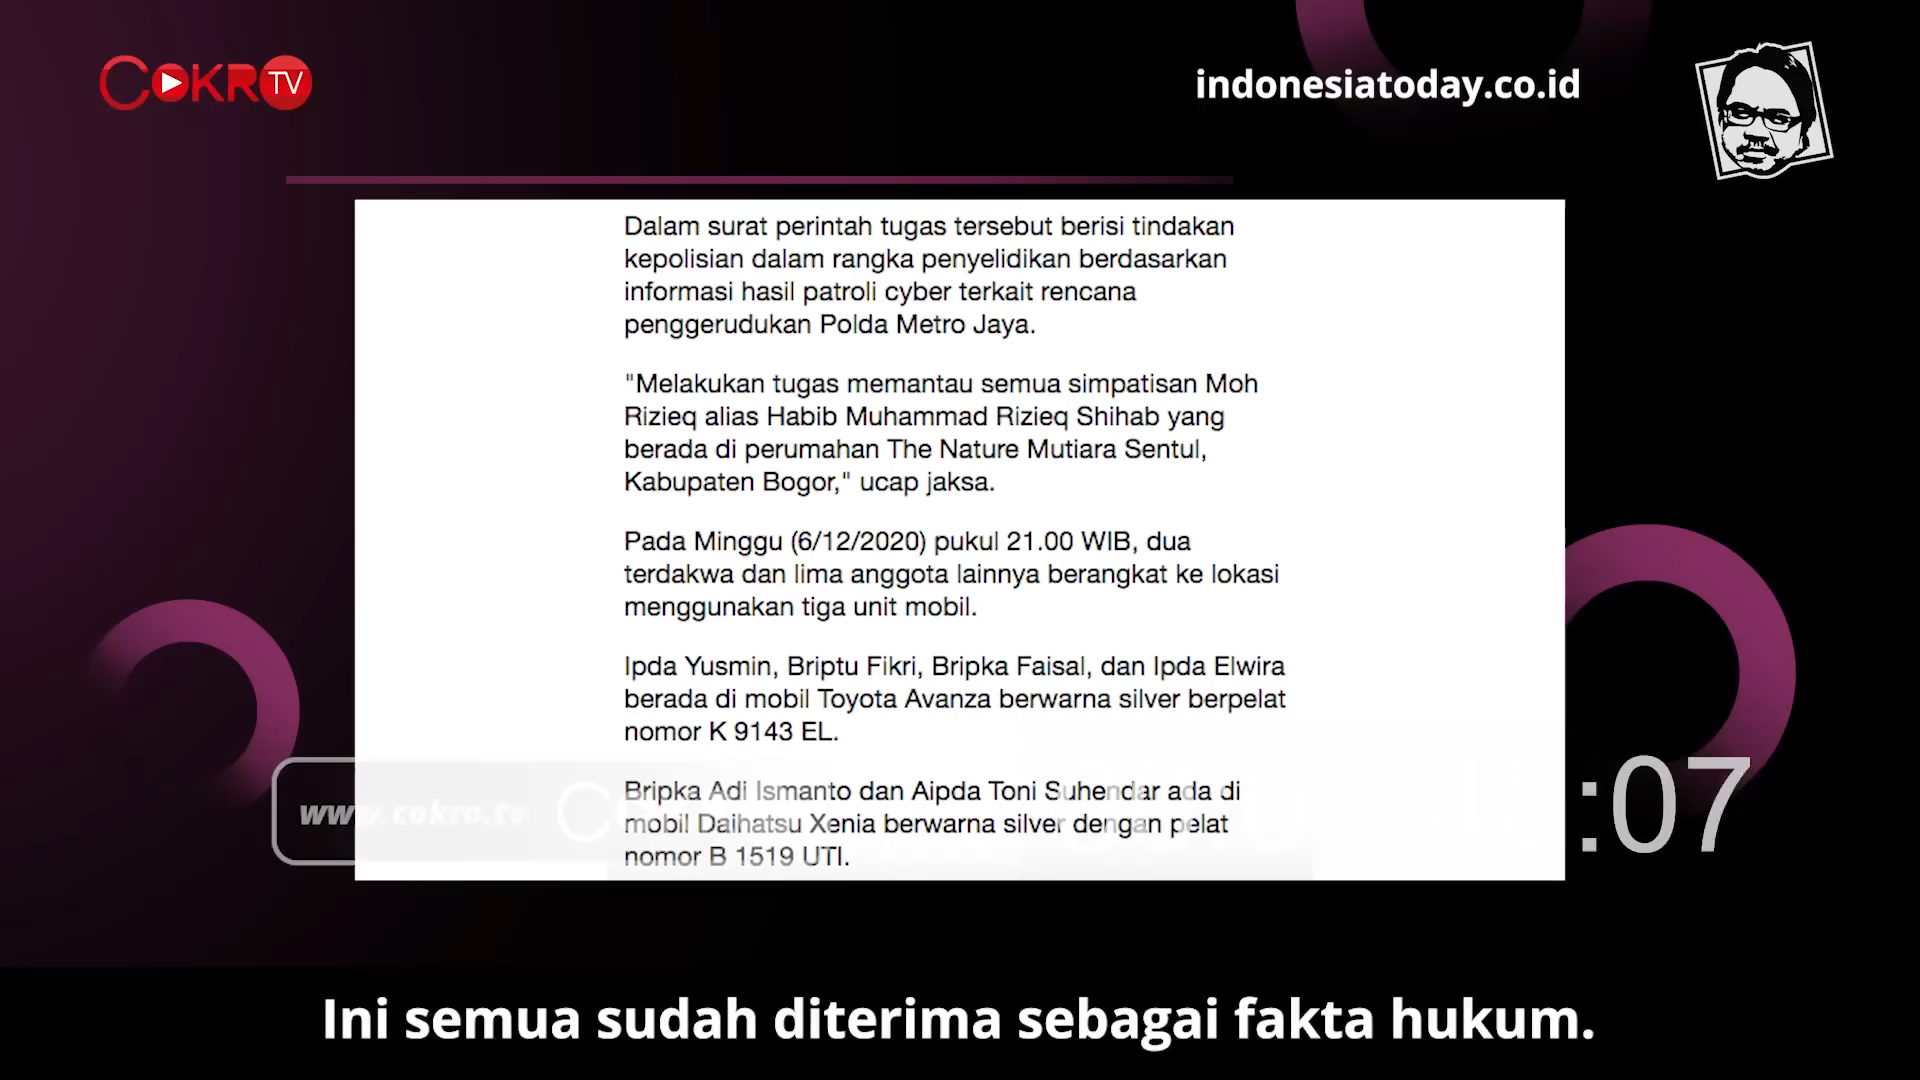 COKRO TV
indonesiatoday.co.id
Dalam surat perintah tugas tersebut berisi tindakan
kepolisian dalam rangka penyelidikan berdasarkan
informasi hasil patroli cyber terkait rencana
penggerudukan Polda Metro Jaya.
"Melakukan tugas memantau semua simpatisan Moh
Rizieq alias Habib Muhammad Rizieq Shihab yang
berada di perumahan The Nature Mutiara Sentul,
Kabupaten Bogor," ucap jaksa.
Pada Minggu (6/12/2020) pukul 21.00 WIB, dua
terdakwa dan lima anggota lainnya berangkat ke lokasi
menggunakan tiga unit mobil.
Ipda Yusmin, Briptu Fikri, Bripka Faisal, dan Ipda Elwira
berada di mobil Toyota Avanza berwarna silver berpelat
nomor K 9143 EL.
Bripka Adi Ismanto dan Aipda Toni Suhendar ada di
mobil Daihatsu Xenia berwarna silver dengan pelat
nomor B 1519 UTI.
www.cokro.tv
:07
Ini semua sudah diterima sebagai fakta hukum.